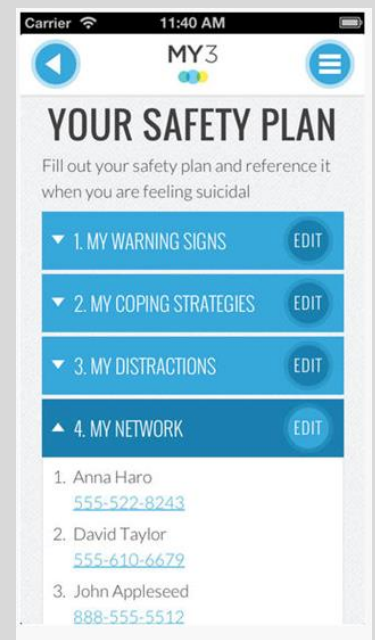 Carrier 11:40 AM
MY3
YOUR SAFETY PLAN
Fill out your safety plan and reference it
when you are feeling suicidal
1. MY WARNING SIGNS EDIT
2. MY COPING STRATEGIES EDIT
3. MY DISTRACTIONS EDIT
4. MY NETWORK EDIT
1. Anna Haro
555-522-8243
2. David Taylor
555-610-6679
3. John Appleseed
888-555-5512